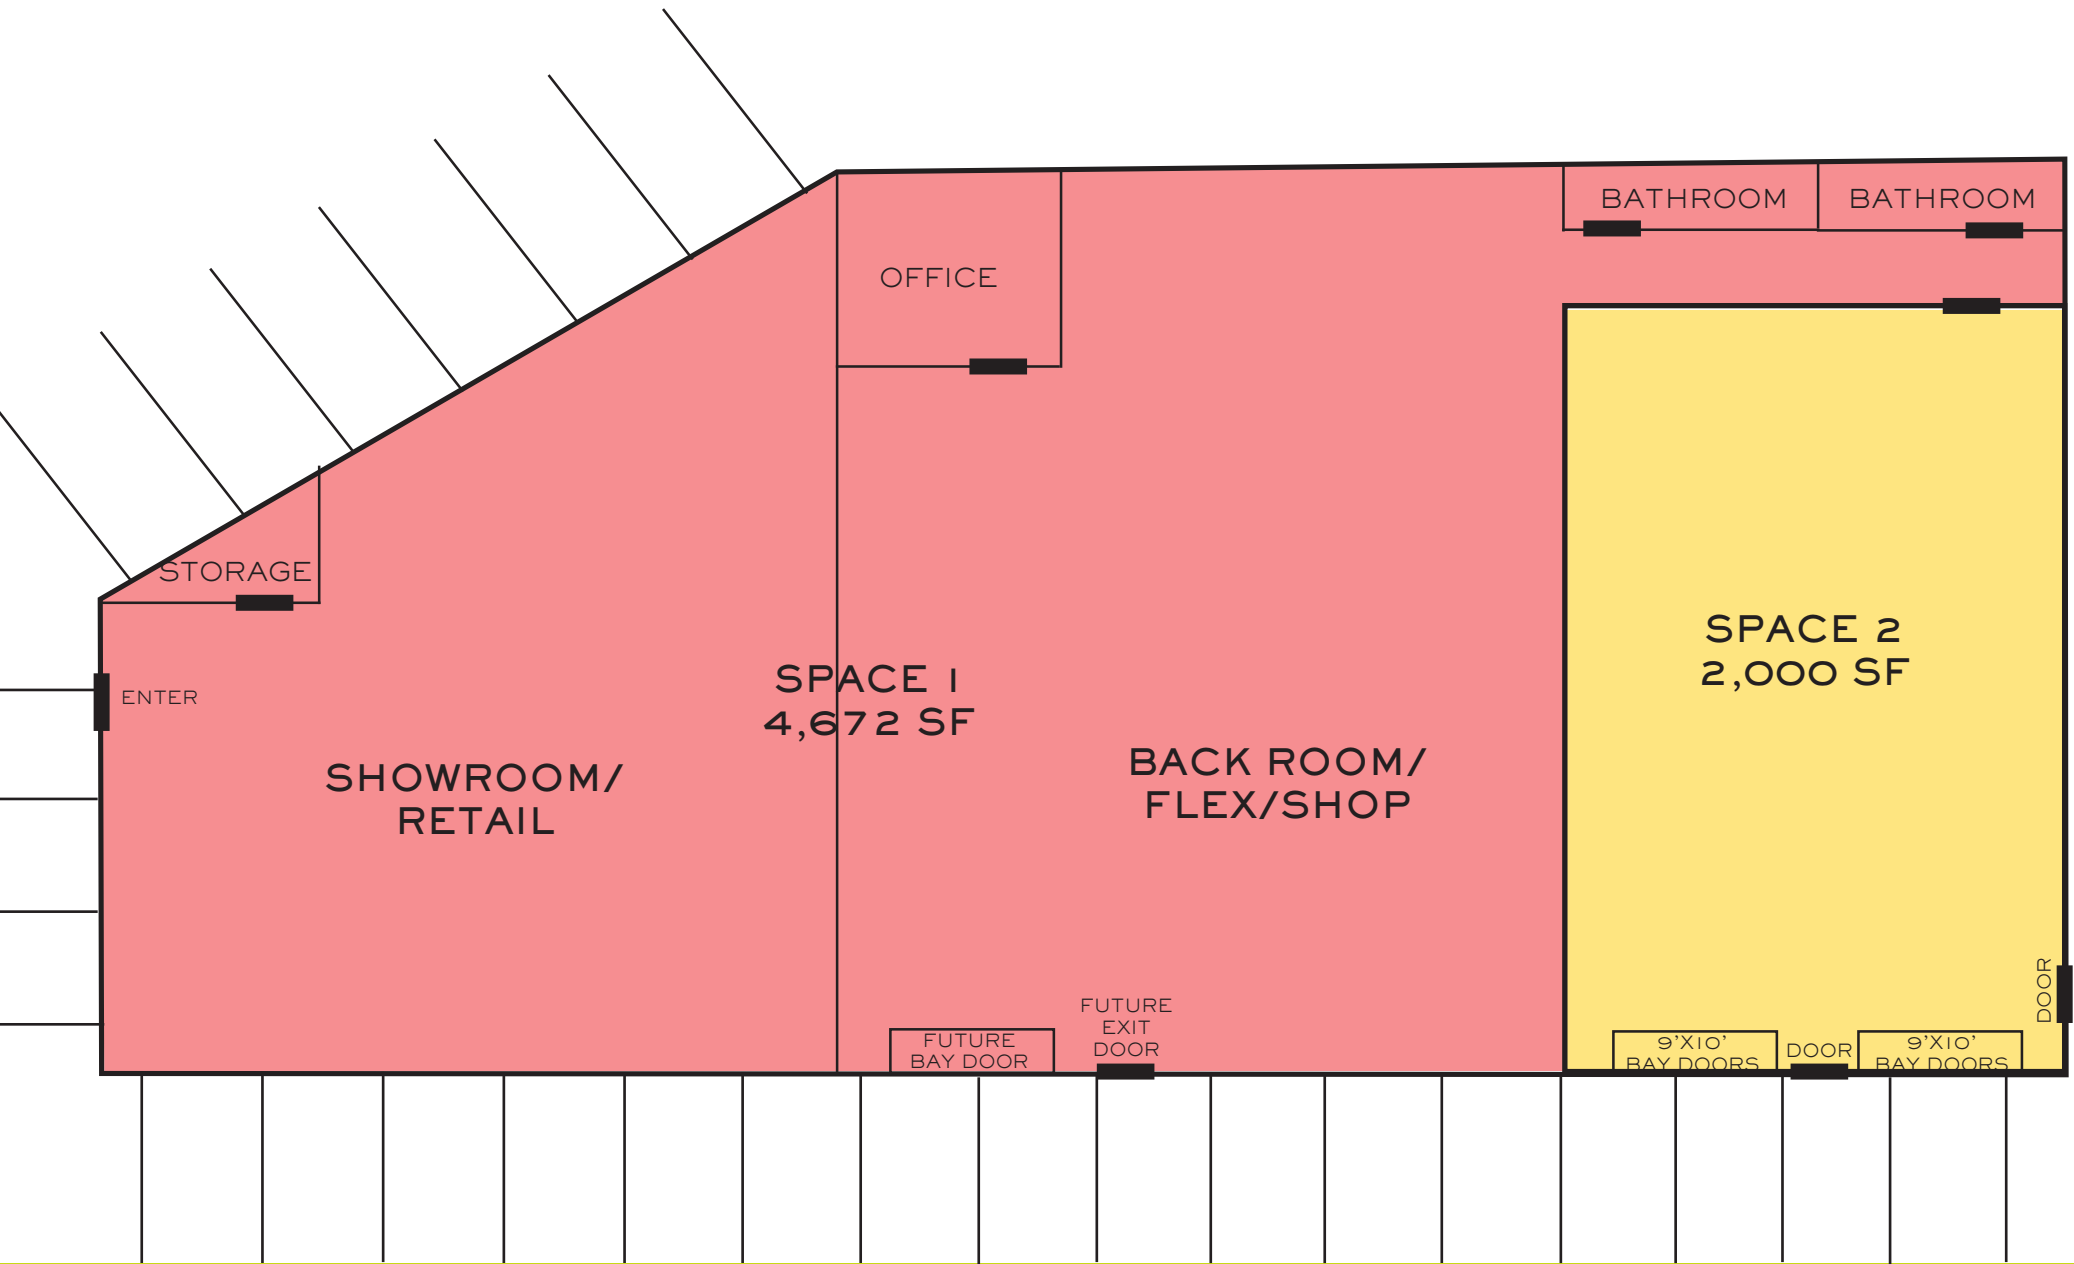 BATHROOM
BATHROOM
OFFICE
STORAGE
ENTER
SPACE 1
4,672 SF
SPACE 2
2,000 SF
SHOWROOM/
RETAIL
BACK ROOM/
FLEX/SHOP
FUTURE
BAY DOOR
FUTURE
EXIT
DOOR
9'X10'
BAY DOORS
DOOR
9'X10'
BAY DOORS
DOOR